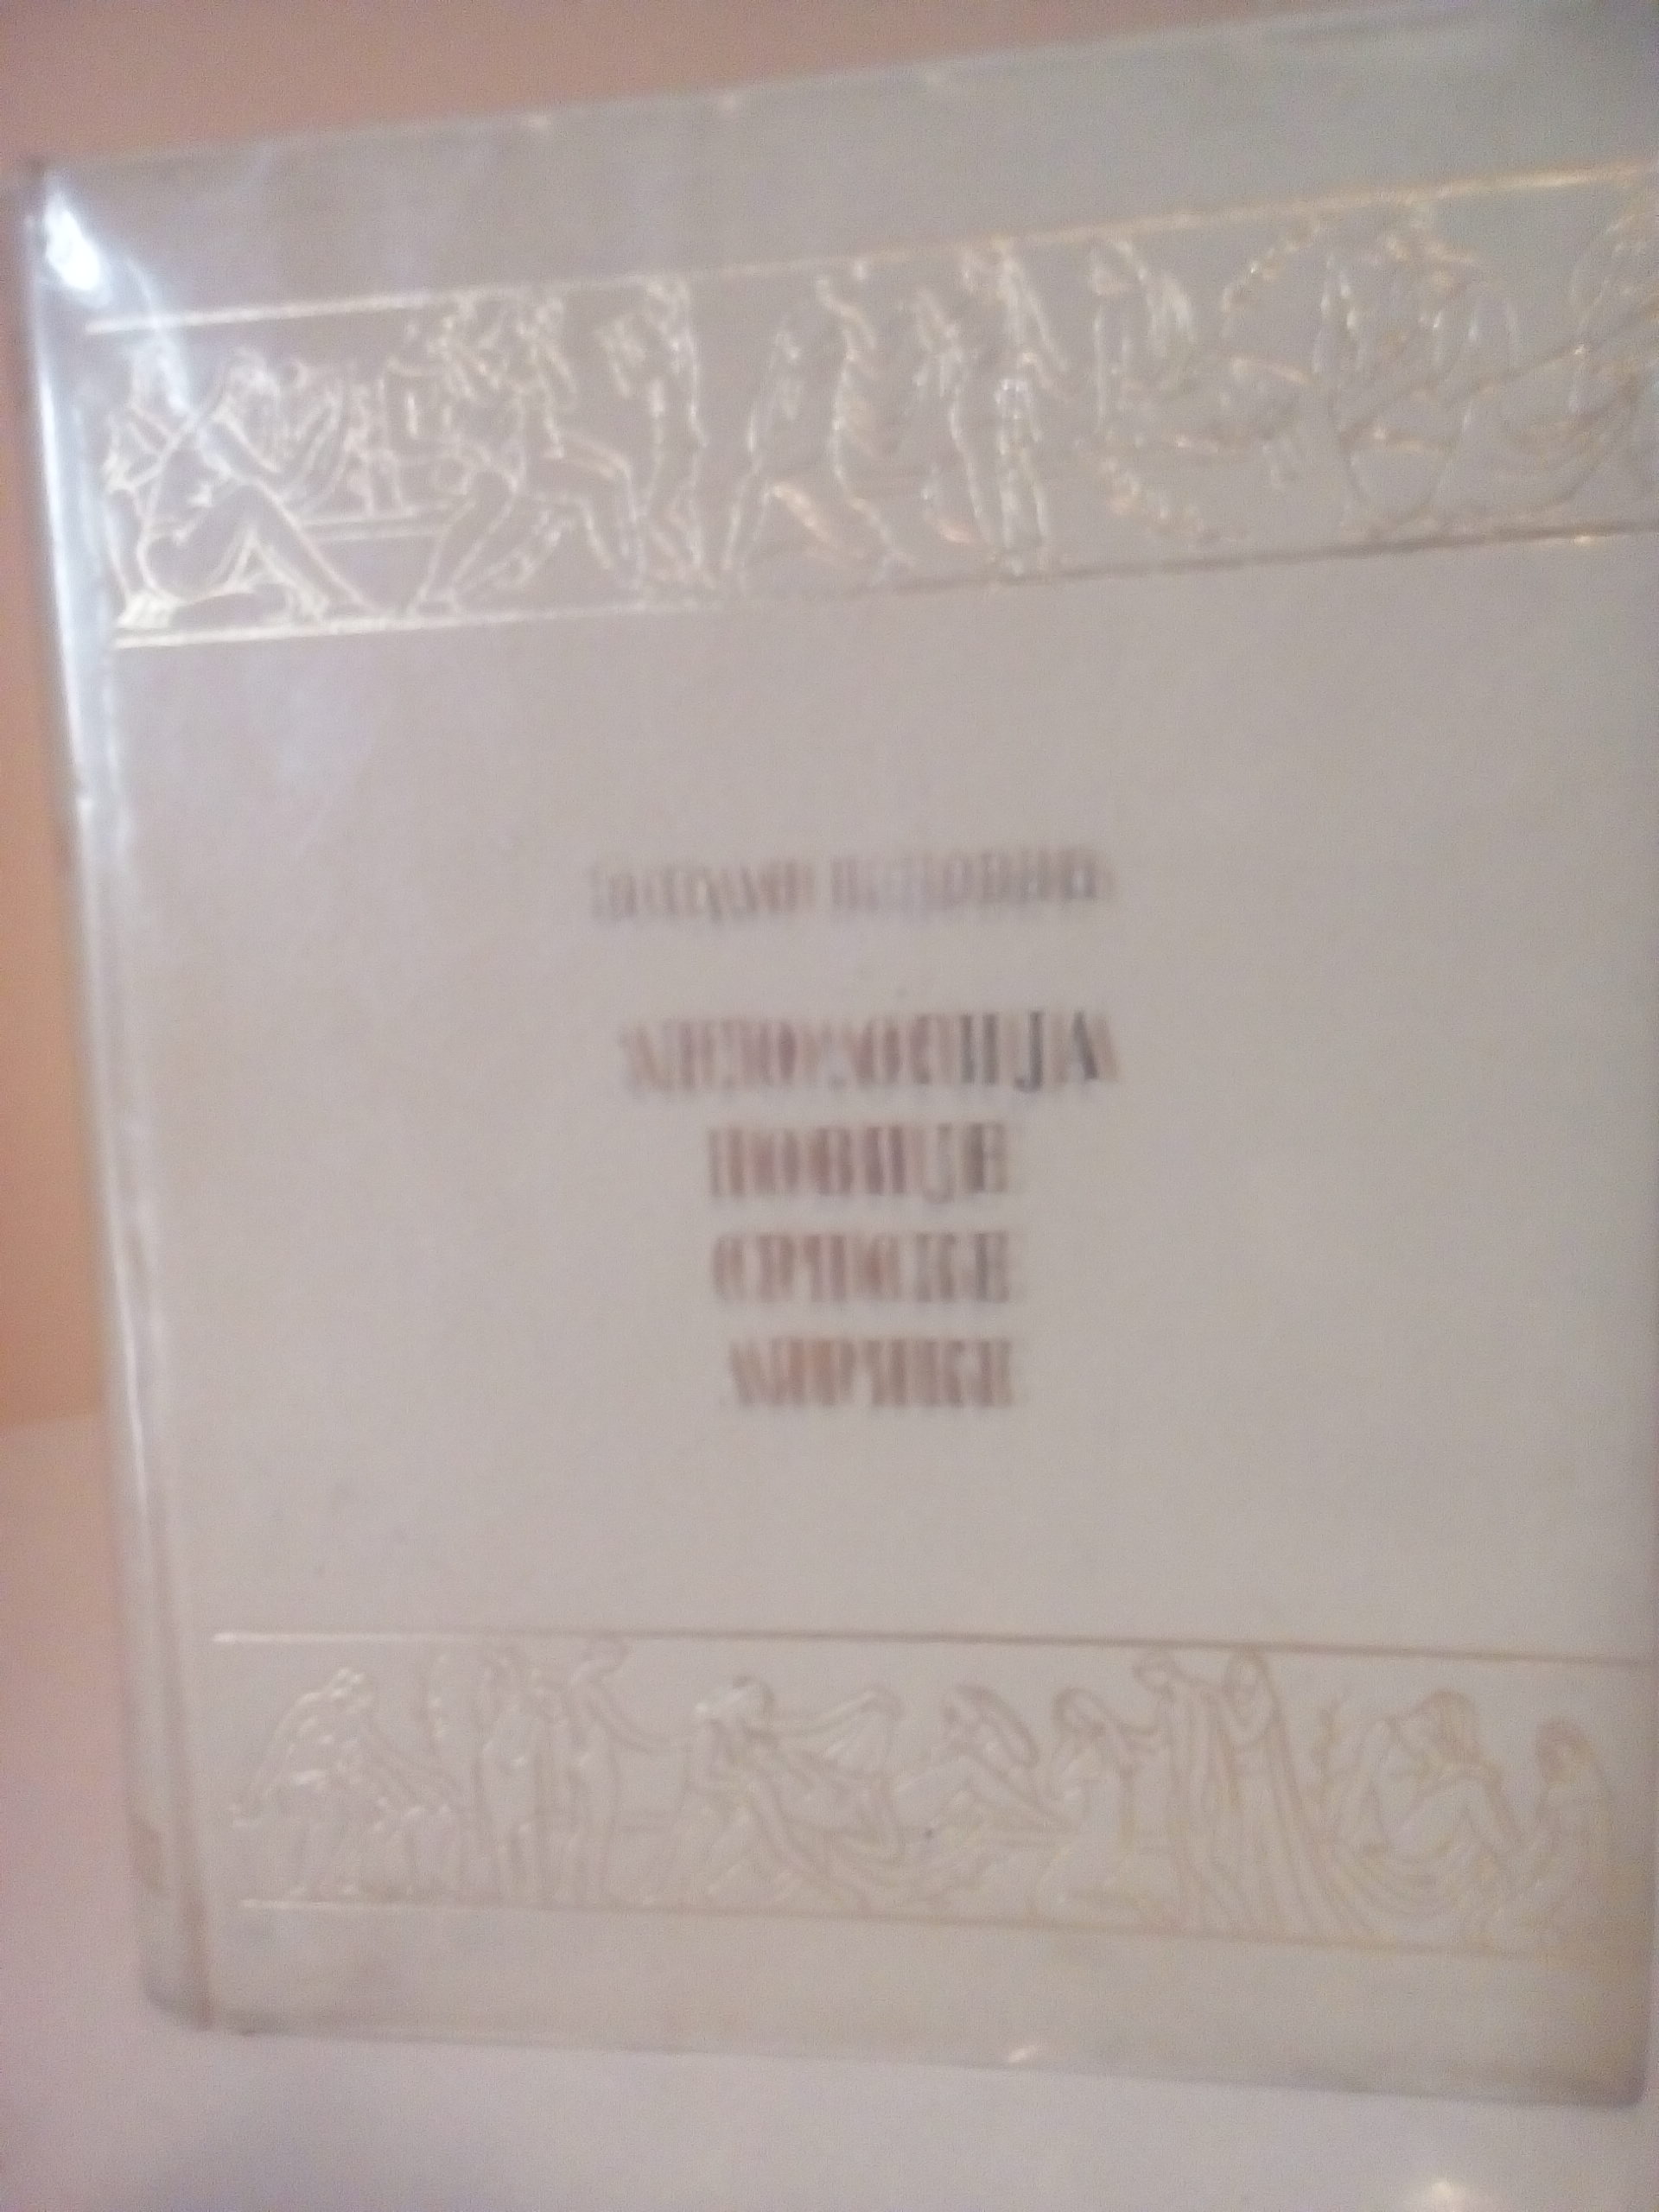 БОГДАН ПОПОВИЋ
АНТОЛОГИЈА
НОВИЈЕ
СРПСКЕ
ЛИРИКЕ